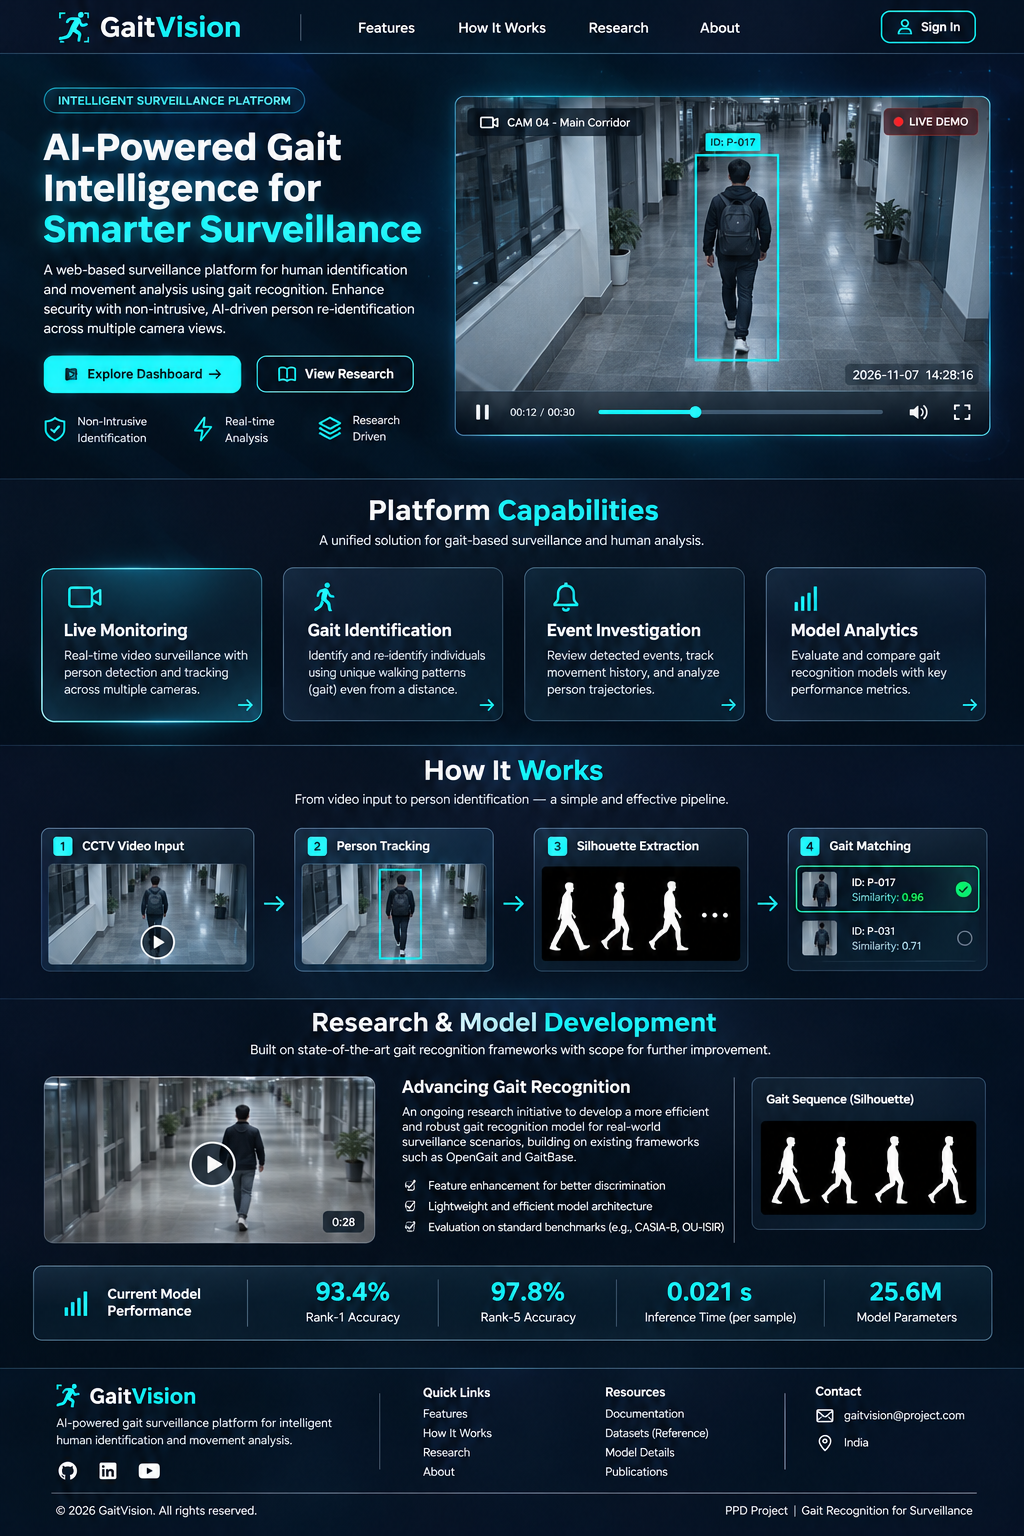 GaitVision
Features
How It Works
Research
About
Sign In
INTELLIGENT SURVEILLANCE PLATFORM
AI-Powered Gait
Intelligence for
Smarter Surveillance
A web-based surveillance platform for human identification
and movement analysis using gait recognition. Enhance
security with non-intrusive, AI-driven person re-identification
across multiple camera views.
Explore Dashboard →
View Research
Non-Intrusive
Identification
Real-time
Analysis
Research
Driven
CAM 04 - Main Corridor
LIVE DEMO
ID: P-017
2026-11-07 14:28:16
00:12 / 00:30
Platform Capabilities
A unified solution for gait-based surveillance and human analysis.
Live Monitoring
Real-time video surveillance with
person detection and tracking
across multiple cameras.
Gait Identification
Identify and re-identify individuals
using unique walking patterns
(gait) even from a distance.
Event Investigation
Review detected events, track
movement history, and analyze
person trajectories.
Model Analytics
Evaluate and compare gait
recognition models with key
performance metrics.
How It Works
From video input to person identification — a simple and effective pipeline.
1 CCTV Video Input
2 Person Tracking
3 Silhouette Extraction
4 Gait Matching
ID: P-017
Similarity: 0.96
ID: P-031
Similarity: 0.71
Research & Model Development
Built on state-of-the-art gait recognition frameworks with scope for further improvement.
0:28
Advancing Gait Recognition
An ongoing research initiative to develop a more efficient
and robust gait recognition model for real-world
surveillance scenarios, building on existing frameworks
such as OpenGait and GaitBase.
Feature enhancement for better discrimination
Lightweight and efficient model architecture
Evaluation on standard benchmarks (e.g., CASIA-B, OU-ISIR)
Gait Sequence (Silhouette)
Current Model
Performance
93.4%
Rank-1 Accuracy
97.8%
Rank-5 Accuracy
0.021 s
Inference Time (per sample)
25.6M
Model Parameters
GaitVision
AI-powered gait surveillance platform for intelligent
human identification and movement analysis.
Quick Links
Features
How It Works
Research
About
Resources
Documentation
Datasets (Reference)
Model Details
Publications
Contact
gaitvision@project.com
India
© 2026 GaitVision. All rights reserved.
PPD Project | Gait Recognition for Surveillance